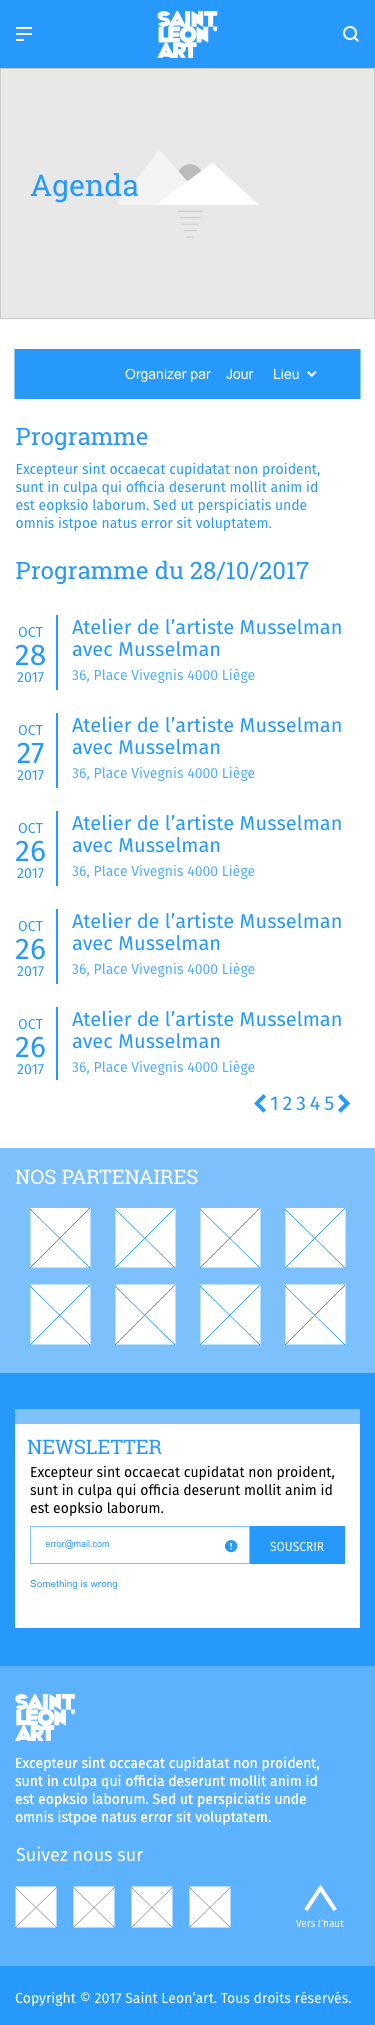 SAINT
LEON'
ART
Agenda
Organizer par Jour Lieu
Programme
Excepteur sint occaecat cupidatat non proident,
sunt in culpa qui officia deserunt mollit anim id
est eopksio laborum. Sed ut perspiciatis unde
omnis istpoe natus error sit voluptatem.
Programme du 28/10/2017
OCT
28
2017
Atelier de l’artiste Musselman
avec Musselman
36, Place Vivegnis 4000 Liège
OCT
27
2017
Atelier de l’artiste Musselman
avec Musselman
36, Place Vivegnis 4000 Liège
OCT
26
2017
Atelier de l’artiste Musselman
avec Musselman
36, Place Vivegnis 4000 Liège
OCT
26
2017
Atelier de l’artiste Musselman
avec Musselman
36, Place Vivegnis 4000 Liège
OCT
26
2017
Atelier de l’artiste Musselman
avec Musselman
36, Place Vivegnis 4000 Liège
1 2 3 4 5
NOS PARTENAIRES
NEWSLETTER
Excepteur sint occaecat cupidatat non proident,
sunt in culpa qui officia deserunt mollit anim id
est eopksio laborum.
error@mail.com
SOUSCRIR
Something is wrong
SAINT
LEON'
ART
Excepteur sint occaecat cupidatat non proident,
sunt in culpa qui officia deserunt mollit anim id
est eopksio laborum. Sed ut perspiciatis unde
omnis istpoe natus error sit voluptatem.
Suivez nous sur
Vers l’haut
Copyright © 2017 Saint Leon’art. Tous droits réservés.